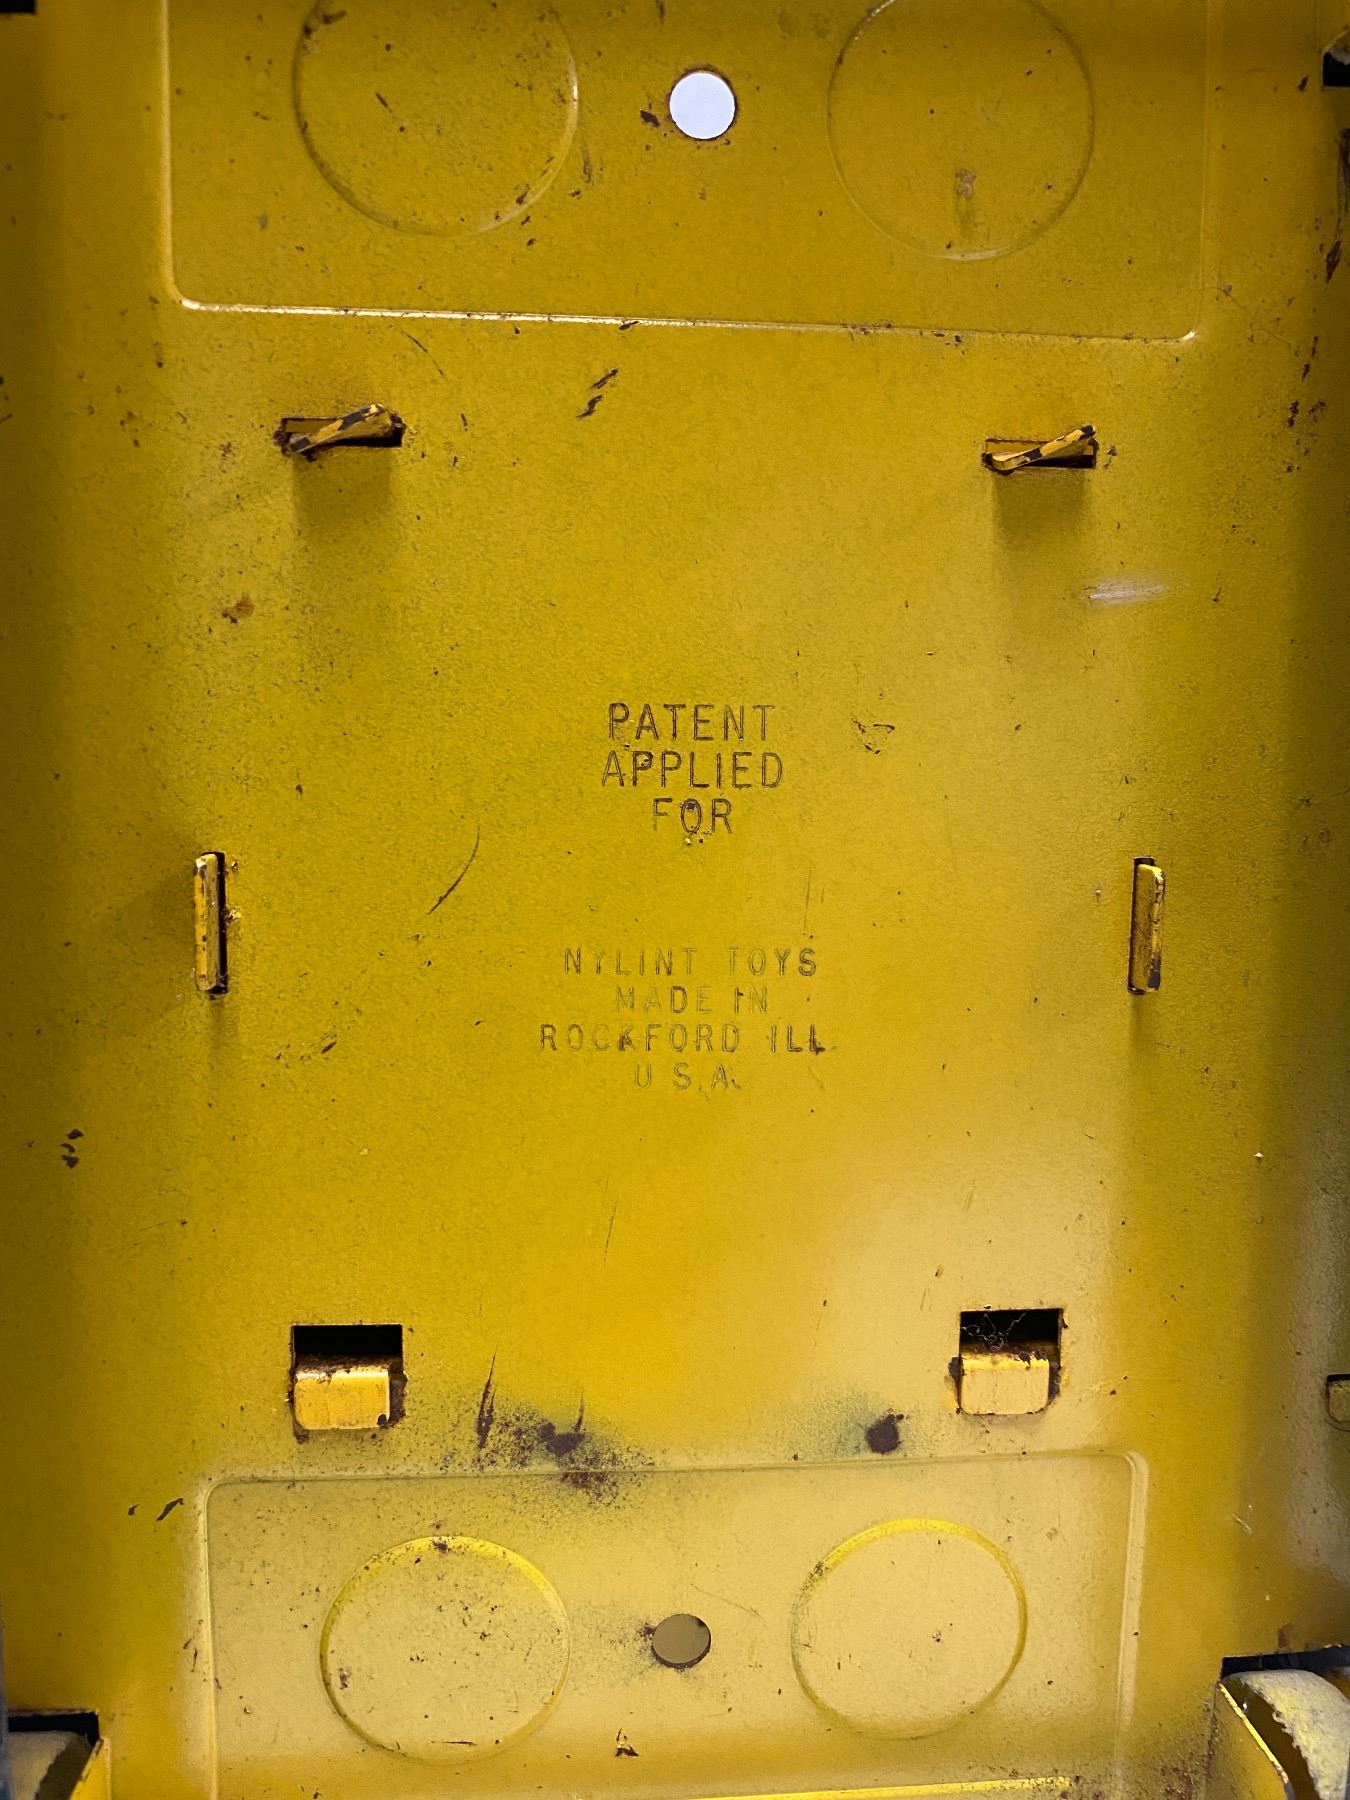 PATENT
APPLIED
FOR
NYLINT TOYS
MADE IN
ROCKFORD ILL.
U.S.A.